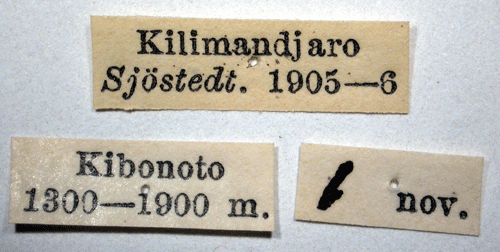 Kilimandjaro
Sjöstedt. 1905—6
Kibonoto
1300—1900 m.
nov.